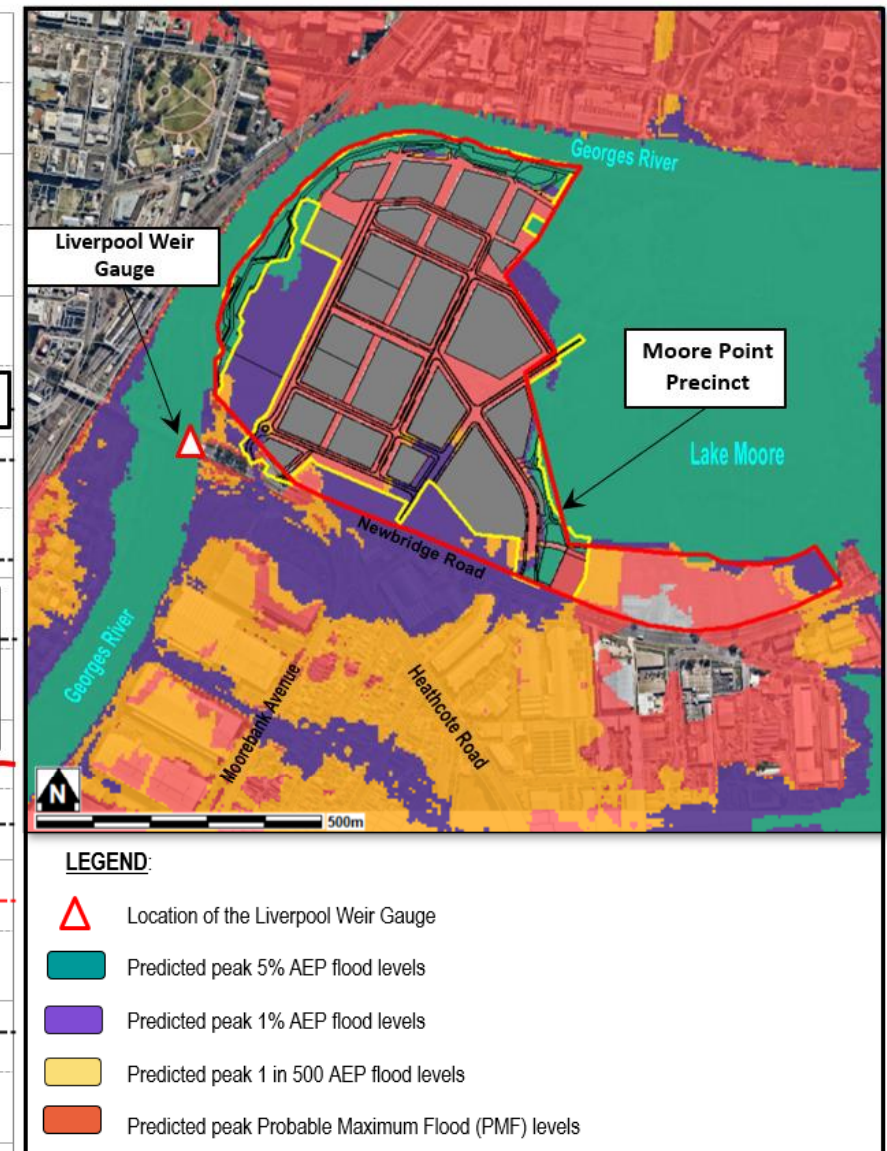 Georges River
Liverpool Weir
Gauge
Moore Point
Precinct
Lake Moore
Newbridge Road
Georges River
Moorebank Avenue
Heathcote Road
N
500m
LEGEND:
Location of the Liverpool Weir Gauge
Predicted peak 5% AEP flood levels
Predicted peak 1% AEP flood levels
Predicted peak 1 in 500 AEP flood levels
Predicted peak Probable Maximum Flood (PMF) levels